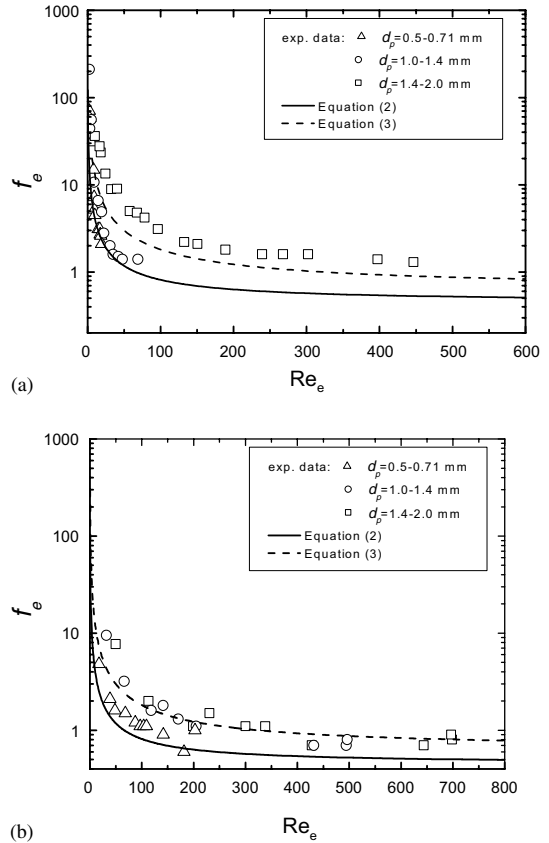 1000
100
10
1
f_e
exp. data: △ d_p=0.5-0.71 mm
○ d_p=1.0-1.4 mm
□ d_p=1.4-2.0 mm
Equation (2)
Equation (3)
0 100 200 300 400 500 600
Re_e
(a)
1000
100
10
1
f_e
exp. data: △ d_p=0.5-0.71 mm
○ d_p=1.0-1.4 mm
□ d_p=1.4-2.0 mm
Equation (2)
Equation (3)
0 100 200 300 400 500 600 700 800
Re_e
(b)